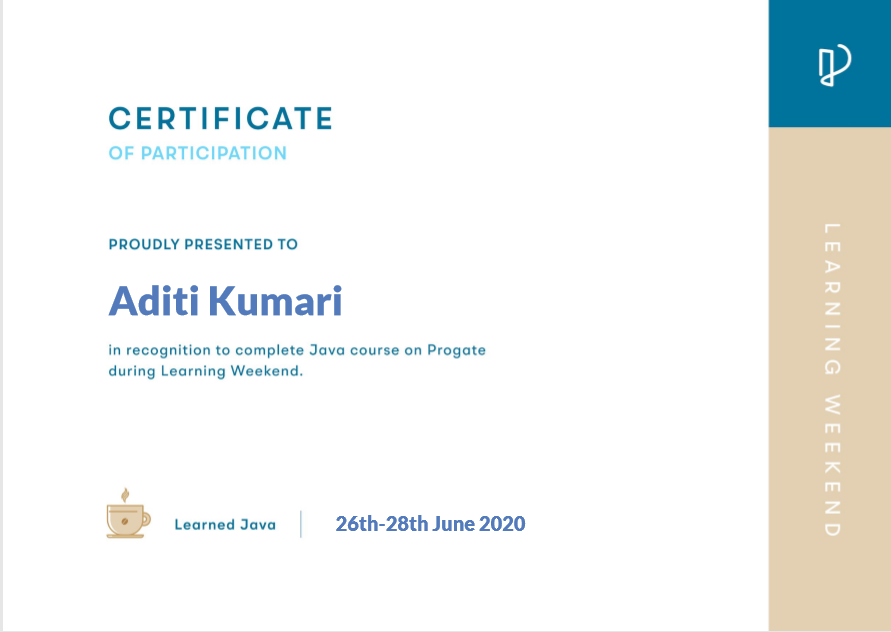 CERTIFICATE
OF PARTICIPATION
PROUDLY PRESENTED TO
Aditi Kumari
in recognition to complete Java course on Progate
during Learning Weekend.
Learned Java
26th-28th June 2020
LEARNING WEEKEND